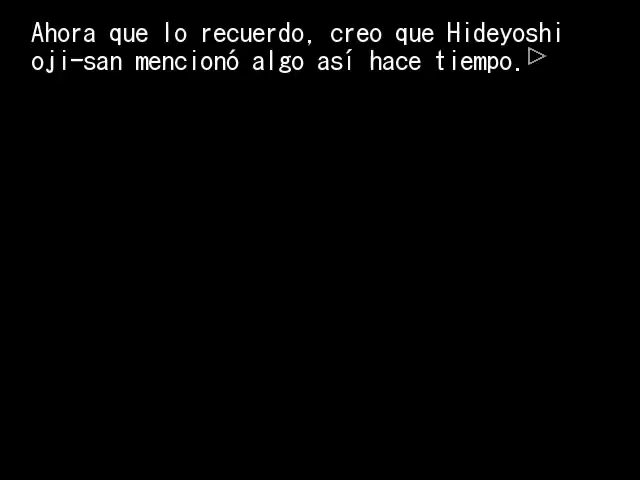 Ahora que lo recuerdo, creo que Hideyoshi
oji-san mencionó algo así hace tiempo.